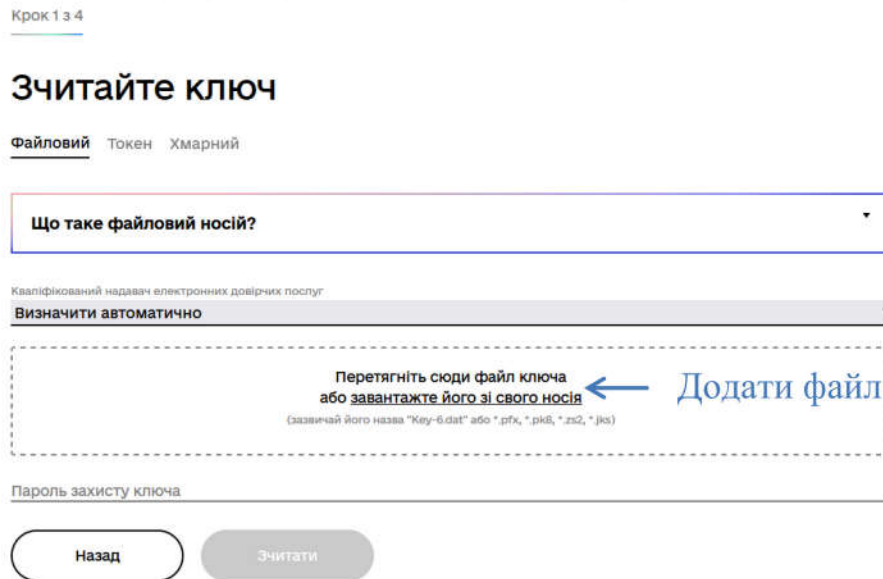 Крок 1 з 4
Зчитайте ключ
Файловий Токен Хмарний
Що таке файловий носій?
Кваліфікований надавач електронних довірчих послуг
Визначити автоматично
Перетягніть сюди файл ключа
або завантажте його зі свого носія
Додати файл
(зазвичай його назва "Key-6.dat" або *.pfx, *.pk8, *.zs2, *.jks)
Пароль захисту ключа
Назад Зчитати